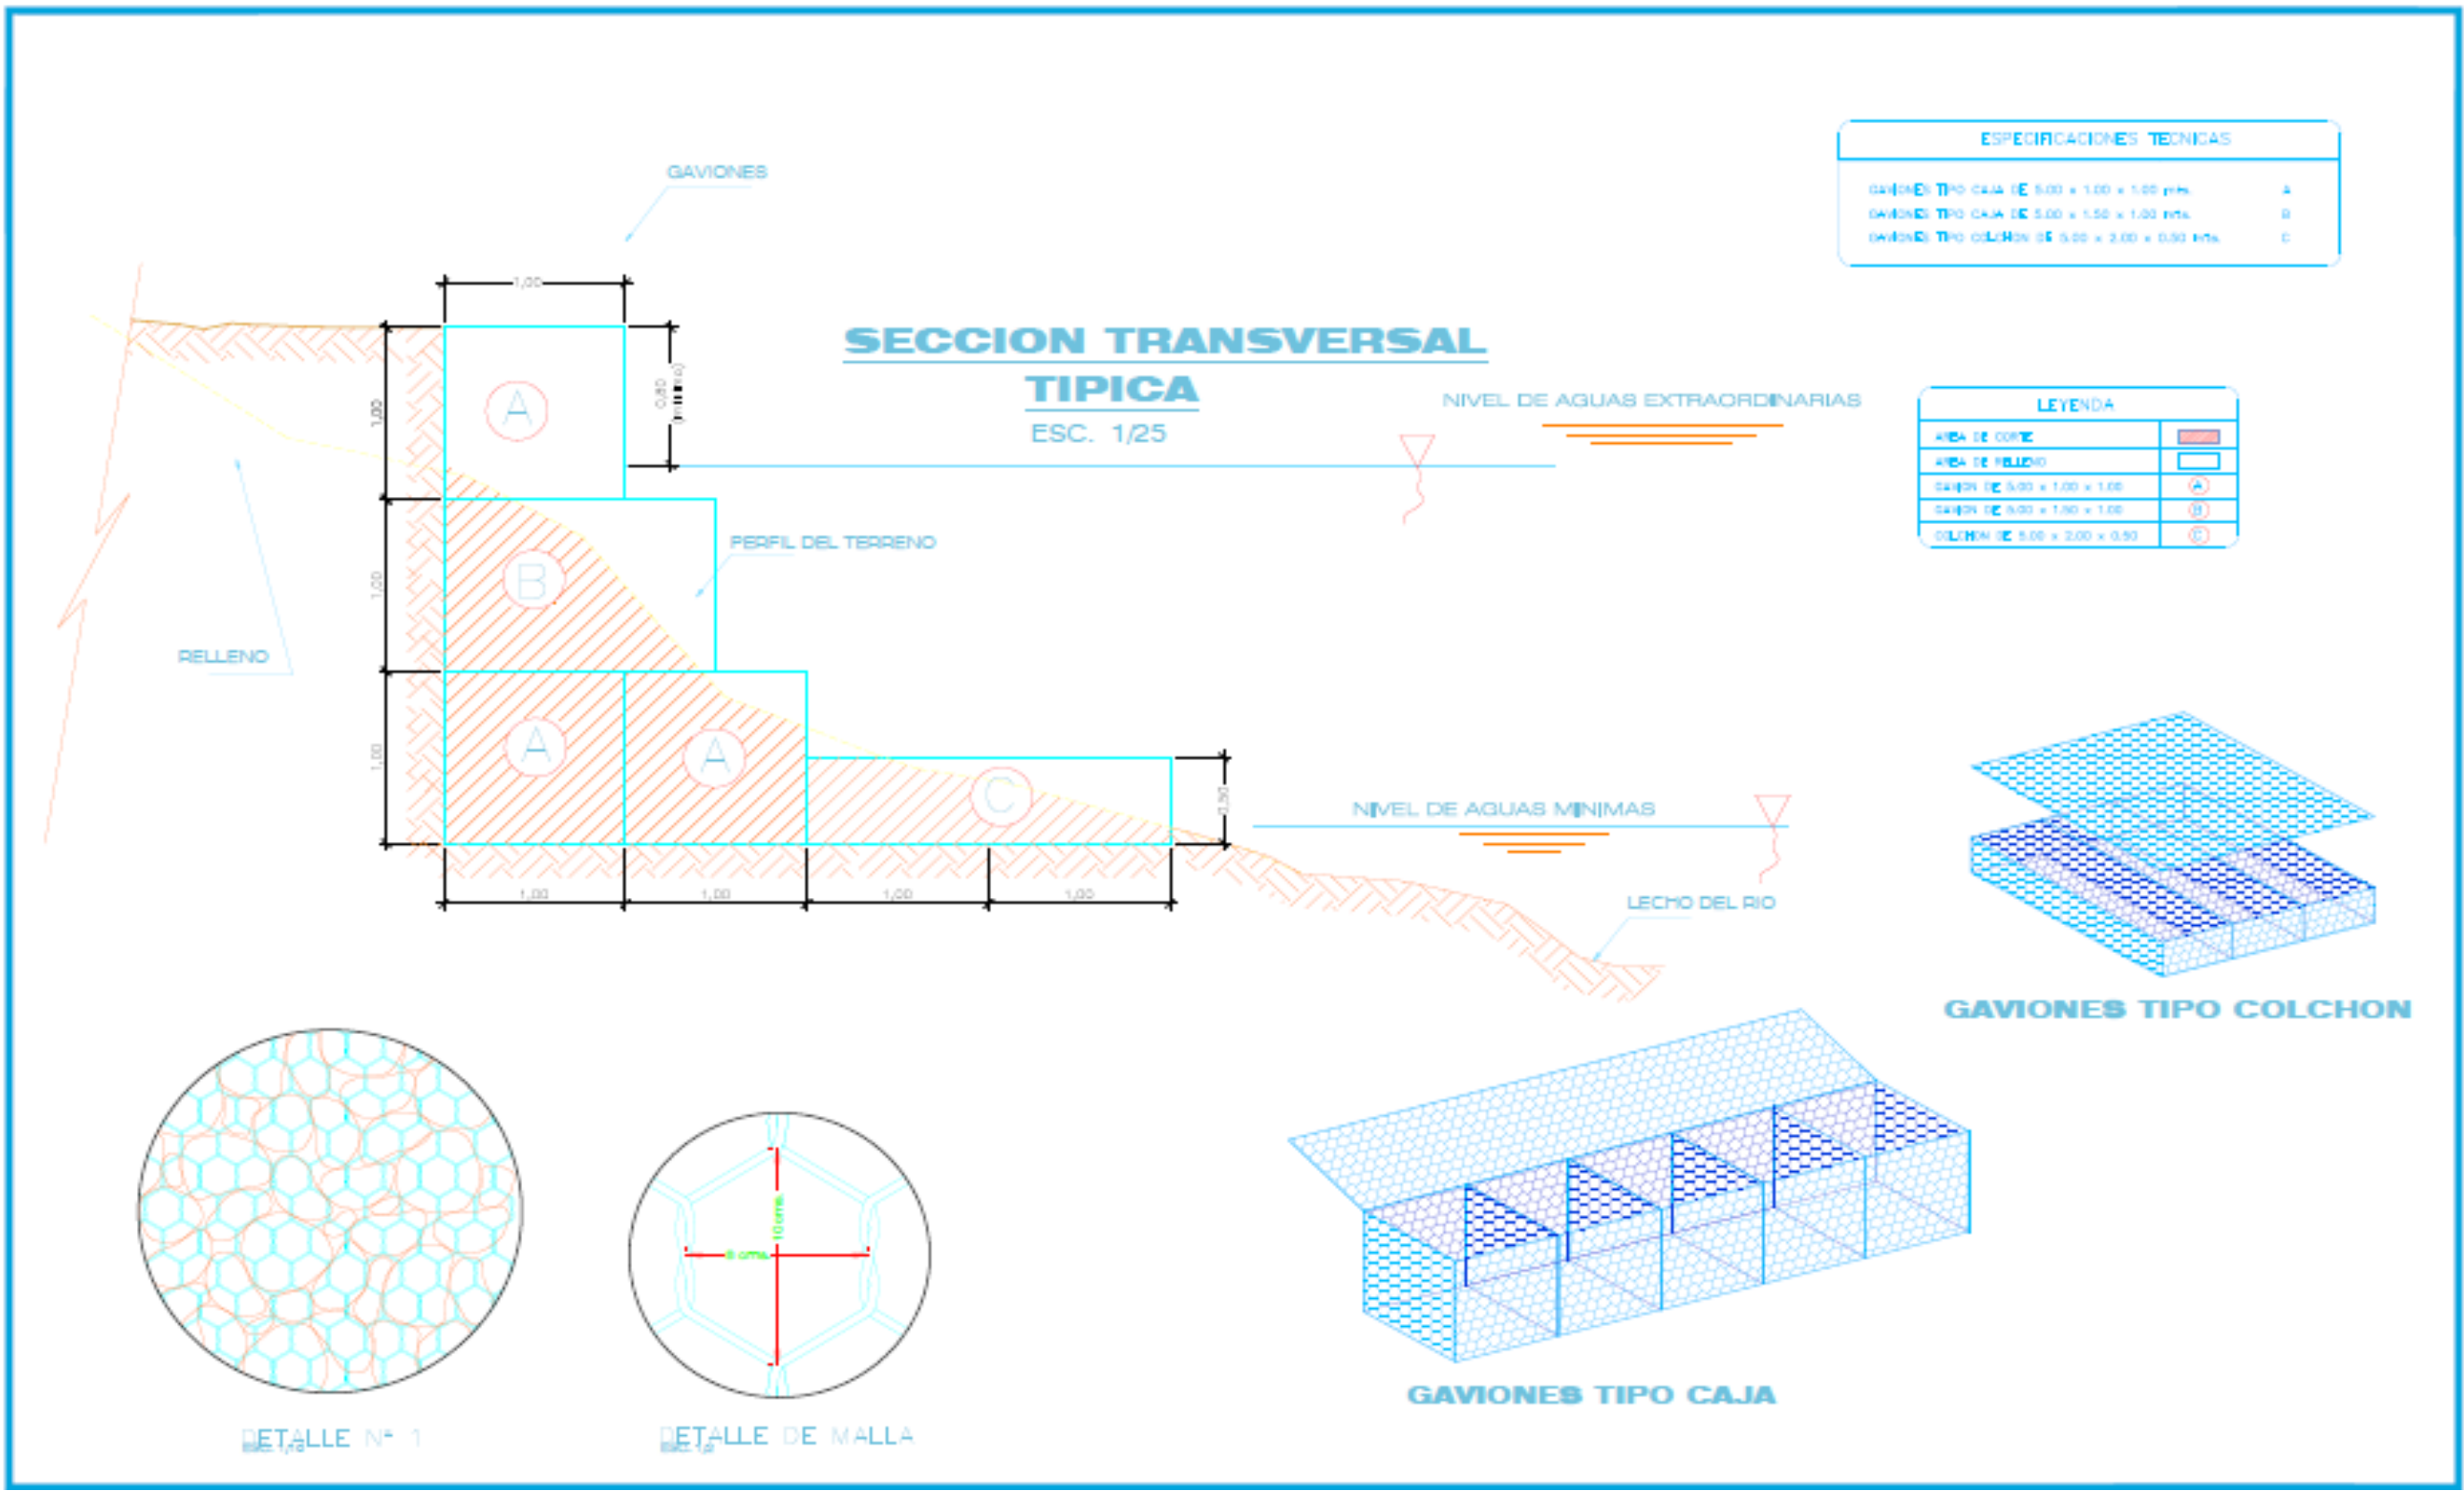 ESPECIFICACIONES TECNICAS
GAVIONES TIPO CAJA DE 5.00 x 1.00 x 1.00 mts. A
GAVIONES TIPO CAJA DE 5.00 x 1.50 x 1.00 mts. B
GAVIONES TIPO COLCHON DE 5.00 x 2.00 x 0.50 mts. C
GAVIONES
1,00
SECCION TRANSVERSAL
TIPICA
ESC. 1/25
1,00
A
0,80
(minimo)
NIVEL DE AGUAS EXTRAORDINARIAS
LEYENDA
AREA DE CORTE
AREA DE RELLENO
GAVION DE 5.00 x 1.00 x 1.00 A
GAVION DE 5.00 x 1.50 x 1.00 B
COLCHON DE 5.00 x 2.00 x 0.50 C
PERFIL DEL TERRENO
1,00
B
RELLENO
1,00
A
A
C
0,50
NIVEL DE AGUAS MINIMAS
1,00
1,00
1,00
1,00
LECHO DEL RIO
GAVIONES TIPO COLCHON
10cms.
8 cms.
GAVIONES TIPO CAJA
DETALLE Nº 1
DETALLE DE MALLA